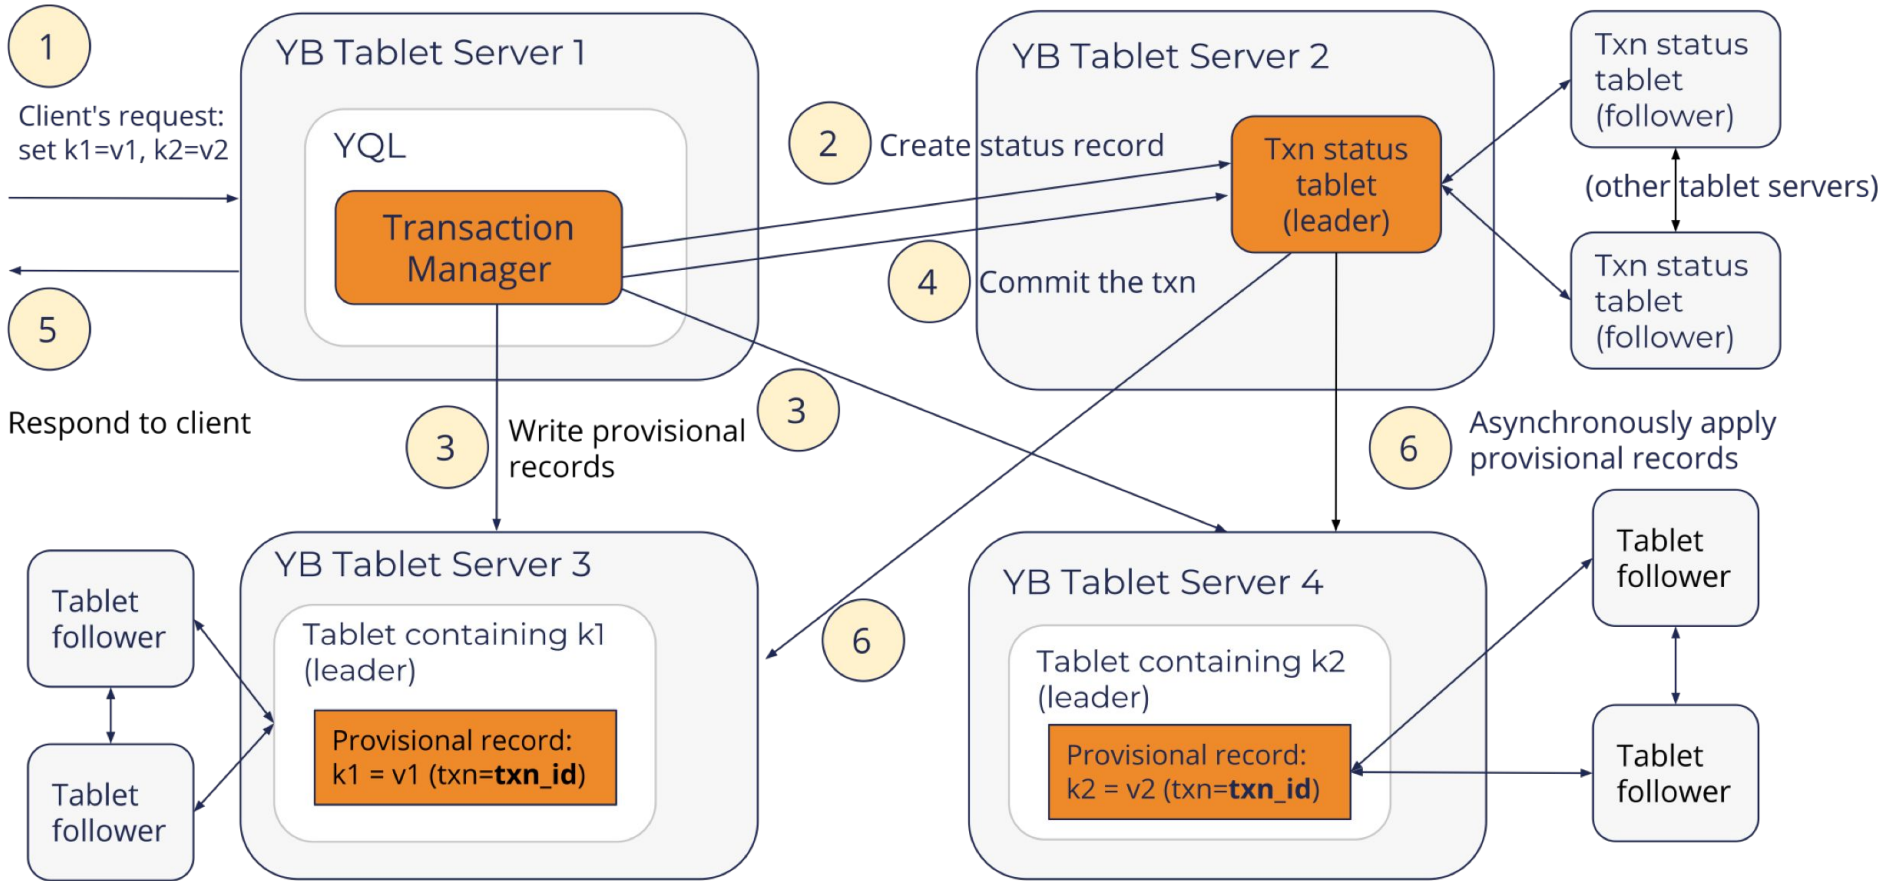 1
Client's request:
set k1=v1, k2=v2
5
Respond to client
YB Tablet Server 1
YQL
Transaction
Manager
2
Create status record
4
Commit the txn
YB Tablet Server 2
Txn status
tablet
(leader)
Txn status
tablet
(follower)
(other tablet servers)
Txn status
tablet
(follower)
3
Write provisional
records
3
6
Asynchronously apply
provisional records
6
Tablet
follower
Tablet
follower
YB Tablet Server 3
Tablet containing k1
(leader)
Provisional record:
k1 = v1 (txn=txn_id)
YB Tablet Server 4
Tablet containing k2
(leader)
Provisional record:
k2 = v2 (txn=txn_id)
Tablet
follower
Tablet
follower